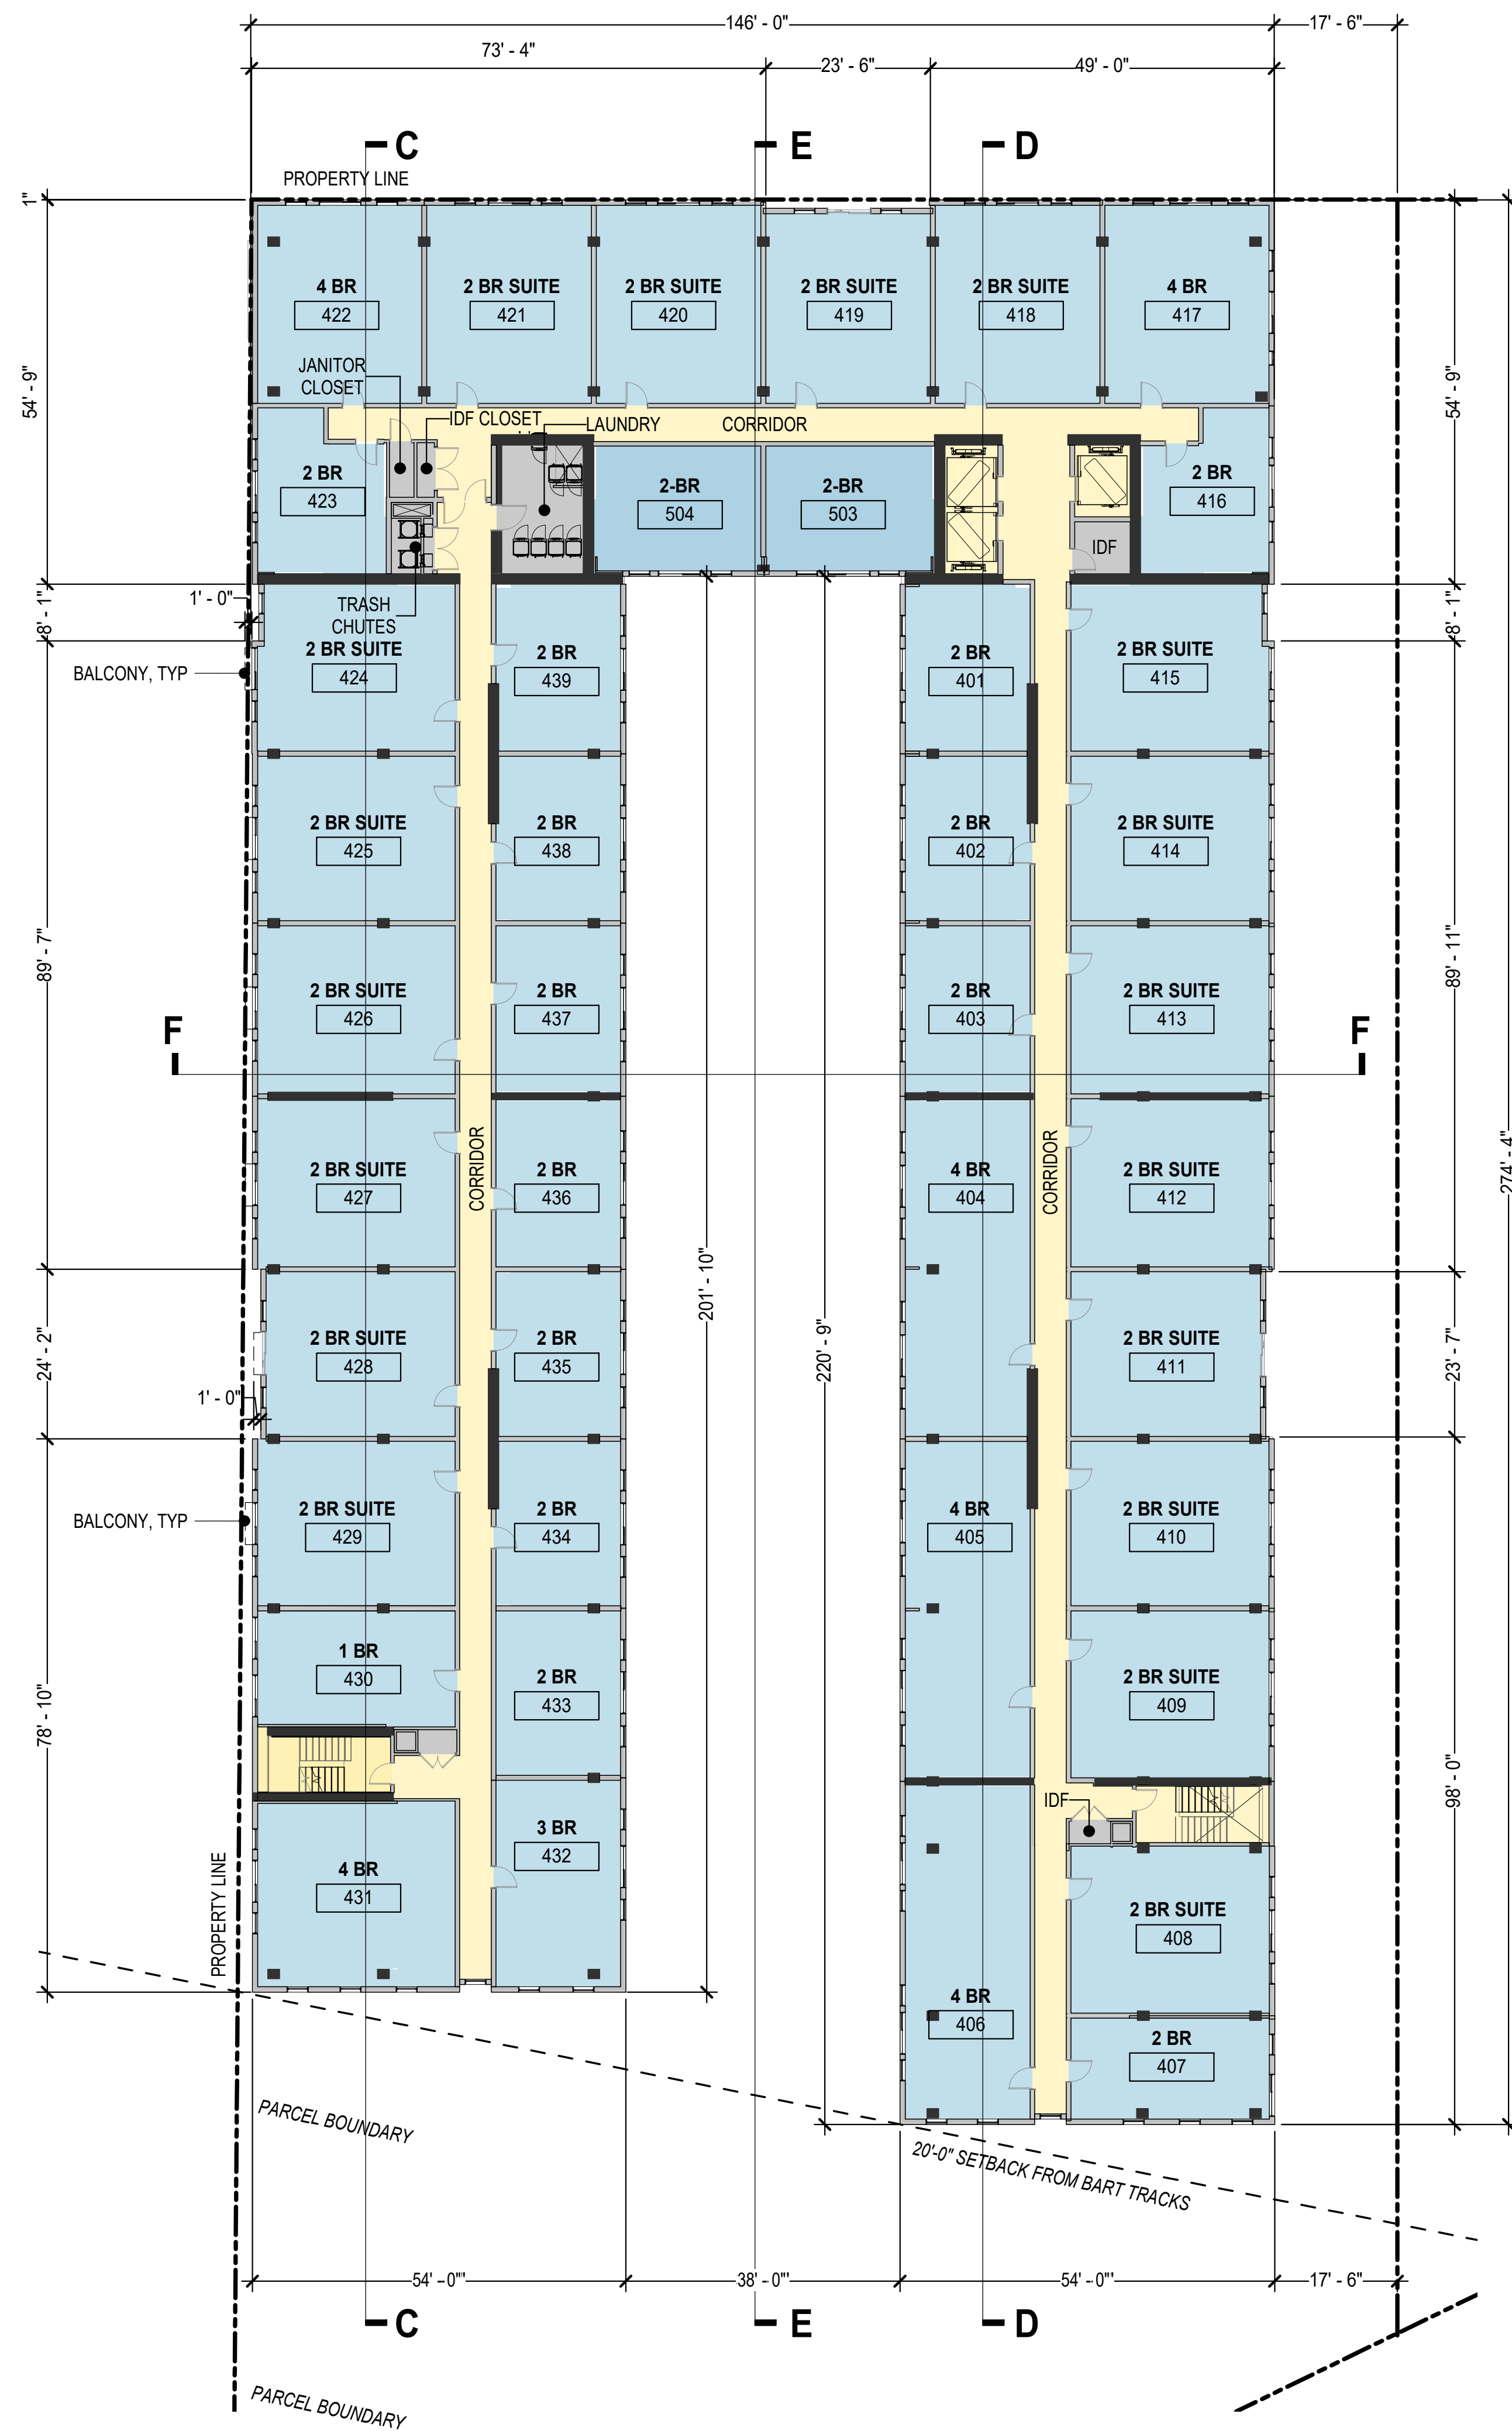 146' - 0"
17' - 6"
73' - 4"
23' - 6"
49' - 0"
C
E
D
PROPERTY LINE
1"
54' - 9"
8' - 1"
89' - 7"
24' - 2"
78' - 10"
54' - 9"
8' - 1"
89' - 11"
23' - 7"
98' - 0"
274' - 4"
4 BR
422
2 BR SUITE
421
2 BR SUITE
420
2 BR SUITE
419
2 BR SUITE
418
4 BR
417
JANITOR
CLOSET
IDF CLOSET
LAUNDRY
CORRIDOR
2 BR
423
2-BR
504
2-BR
503
IDF
2 BR
416
1' - 0"
TRASH
CHUTES
BALCONY, TYP
2 BR SUITE
424
2 BR
439
2 BR
401
2 BR SUITE
415
2 BR SUITE
425
2 BR
438
2 BR
402
2 BR SUITE
414
2 BR SUITE
426
2 BR
437
2 BR
403
2 BR SUITE
413
F
F
2 BR SUITE
427
CORRIDOR
2 BR
436
4 BR
404
CORRIDOR
2 BR SUITE
412
201' - 10"
220' - 9"
2 BR SUITE
428
2 BR
435
2 BR SUITE
411
1' - 0"
BALCONY, TYP
2 BR SUITE
429
2 BR
434
4 BR
405
2 BR SUITE
410
1 BR
430
2 BR
433
2 BR SUITE
409
IDF
4 BR
431
3 BR
432
PROPERTY LINE
4 BR
406
2 BR SUITE
408
2 BR
407
PARCEL BOUNDARY
20'-0" SETBACK FROM BART TRACKS
54' - 0"'
38' - 0"'
54' - 0"'
17' - 6"
C
E
D
PARCEL BOUNDARY